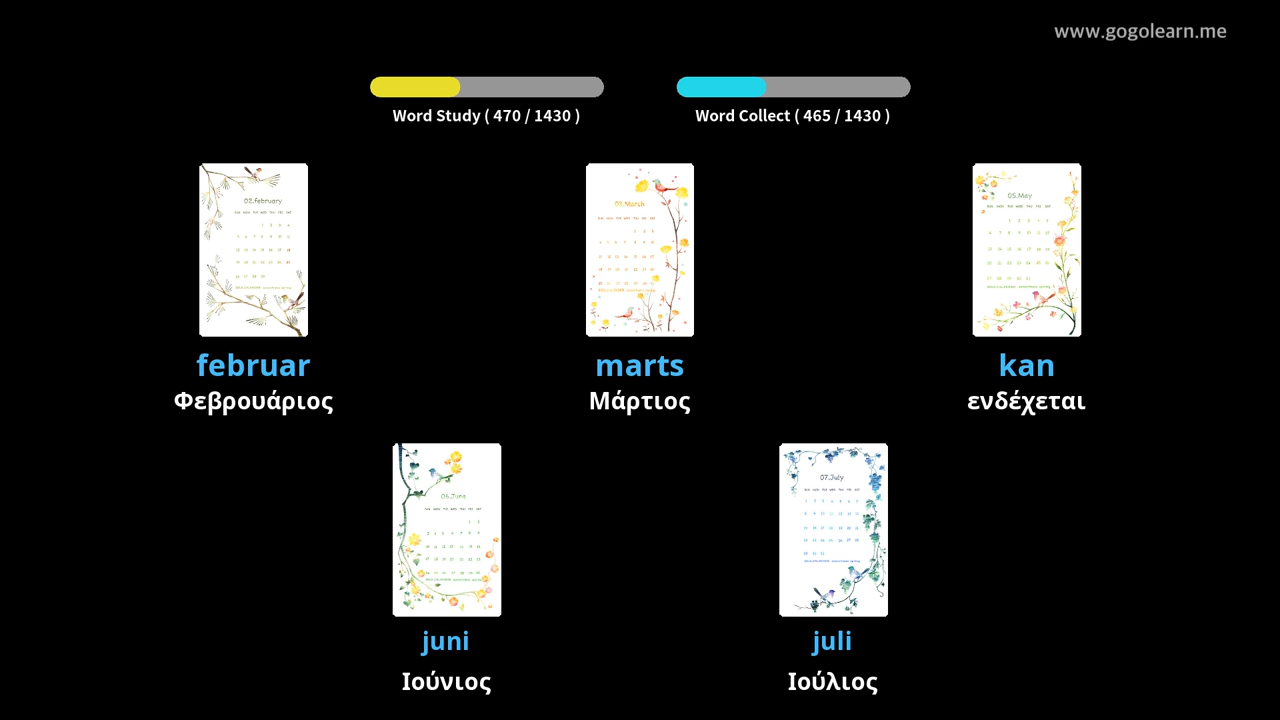 www.gogolearn.me
Word Study ( 470 / 1430 )
Word Collect ( 465 / 1430 )
02.february
03.March
05.May
februar
marts
kan
Φεβρουάριος
Μάρτιος
ενδέχεται
06.June
07.July
juni
juli
Ιούνιος
Ιούλιος